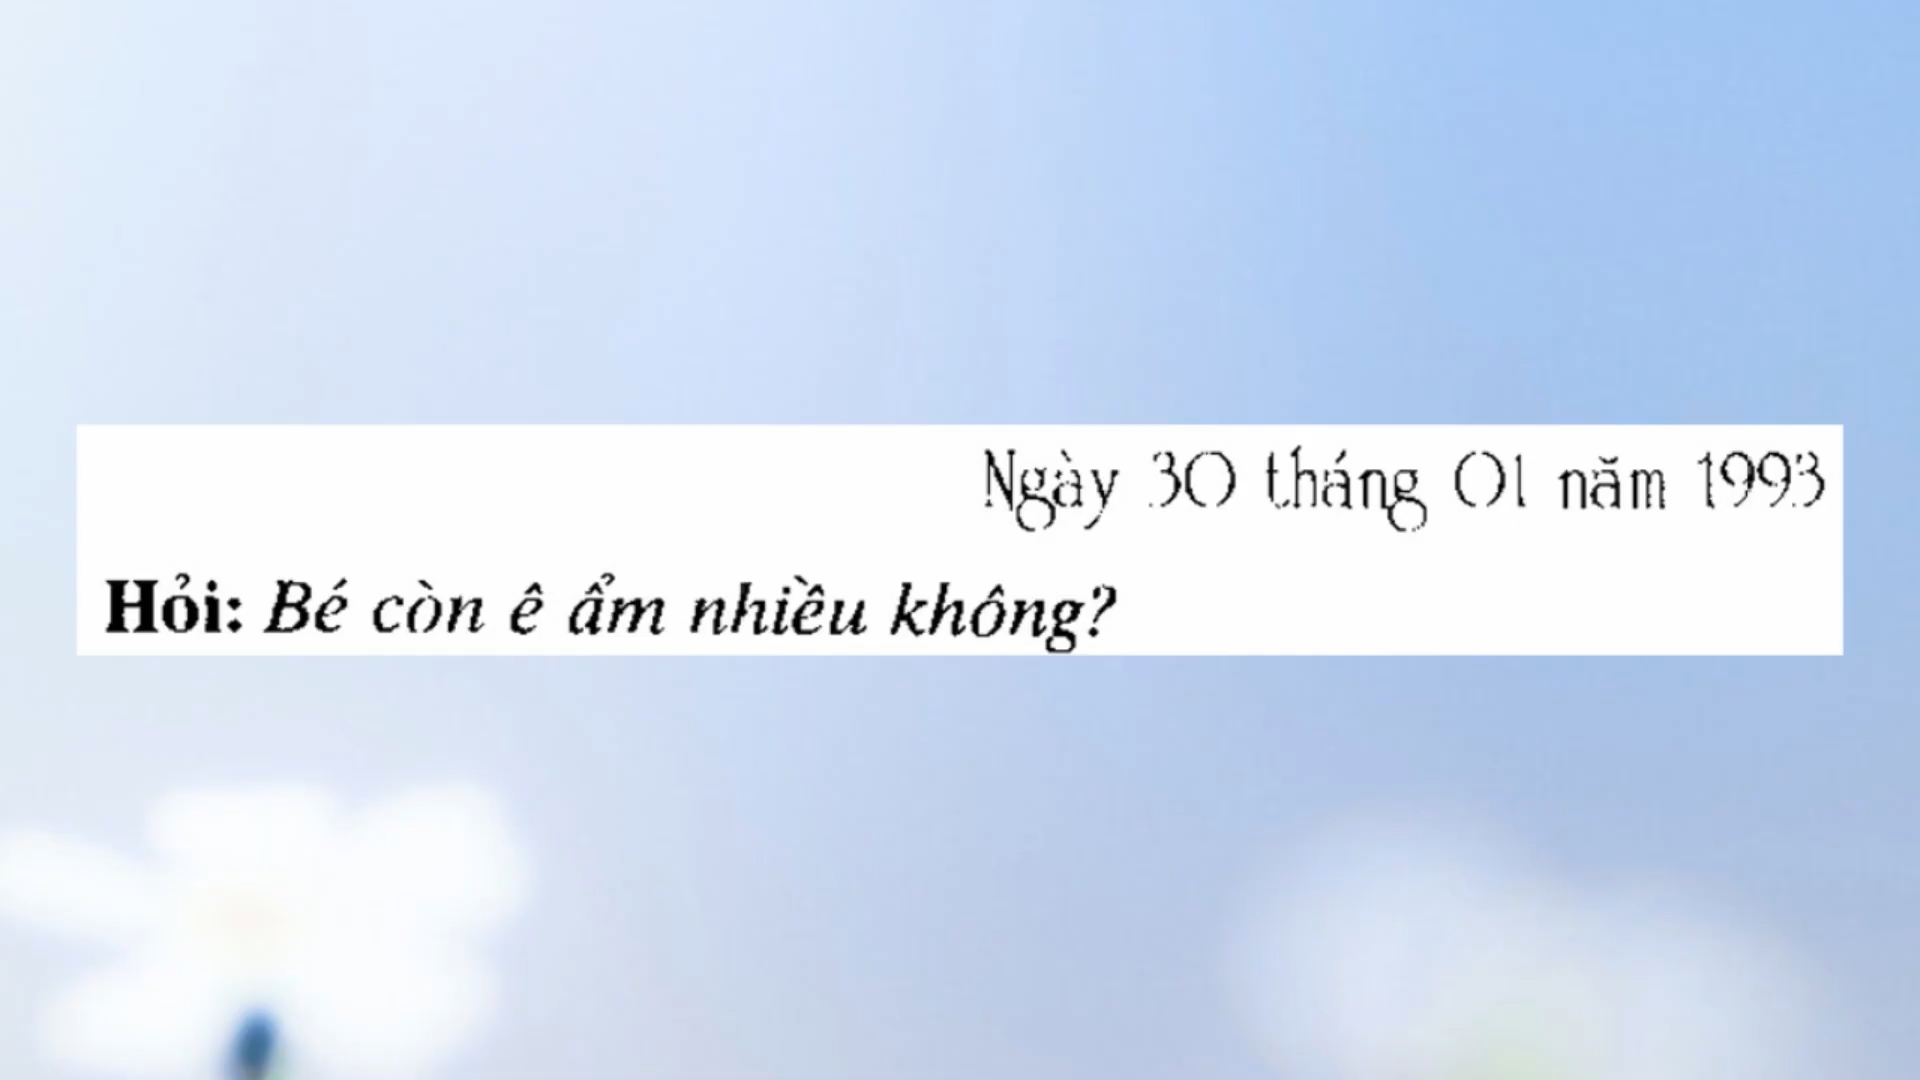 Ngày 30 tháng 01 năm 1993
Hỏi: Bé còn ê ẩm nhiều không?